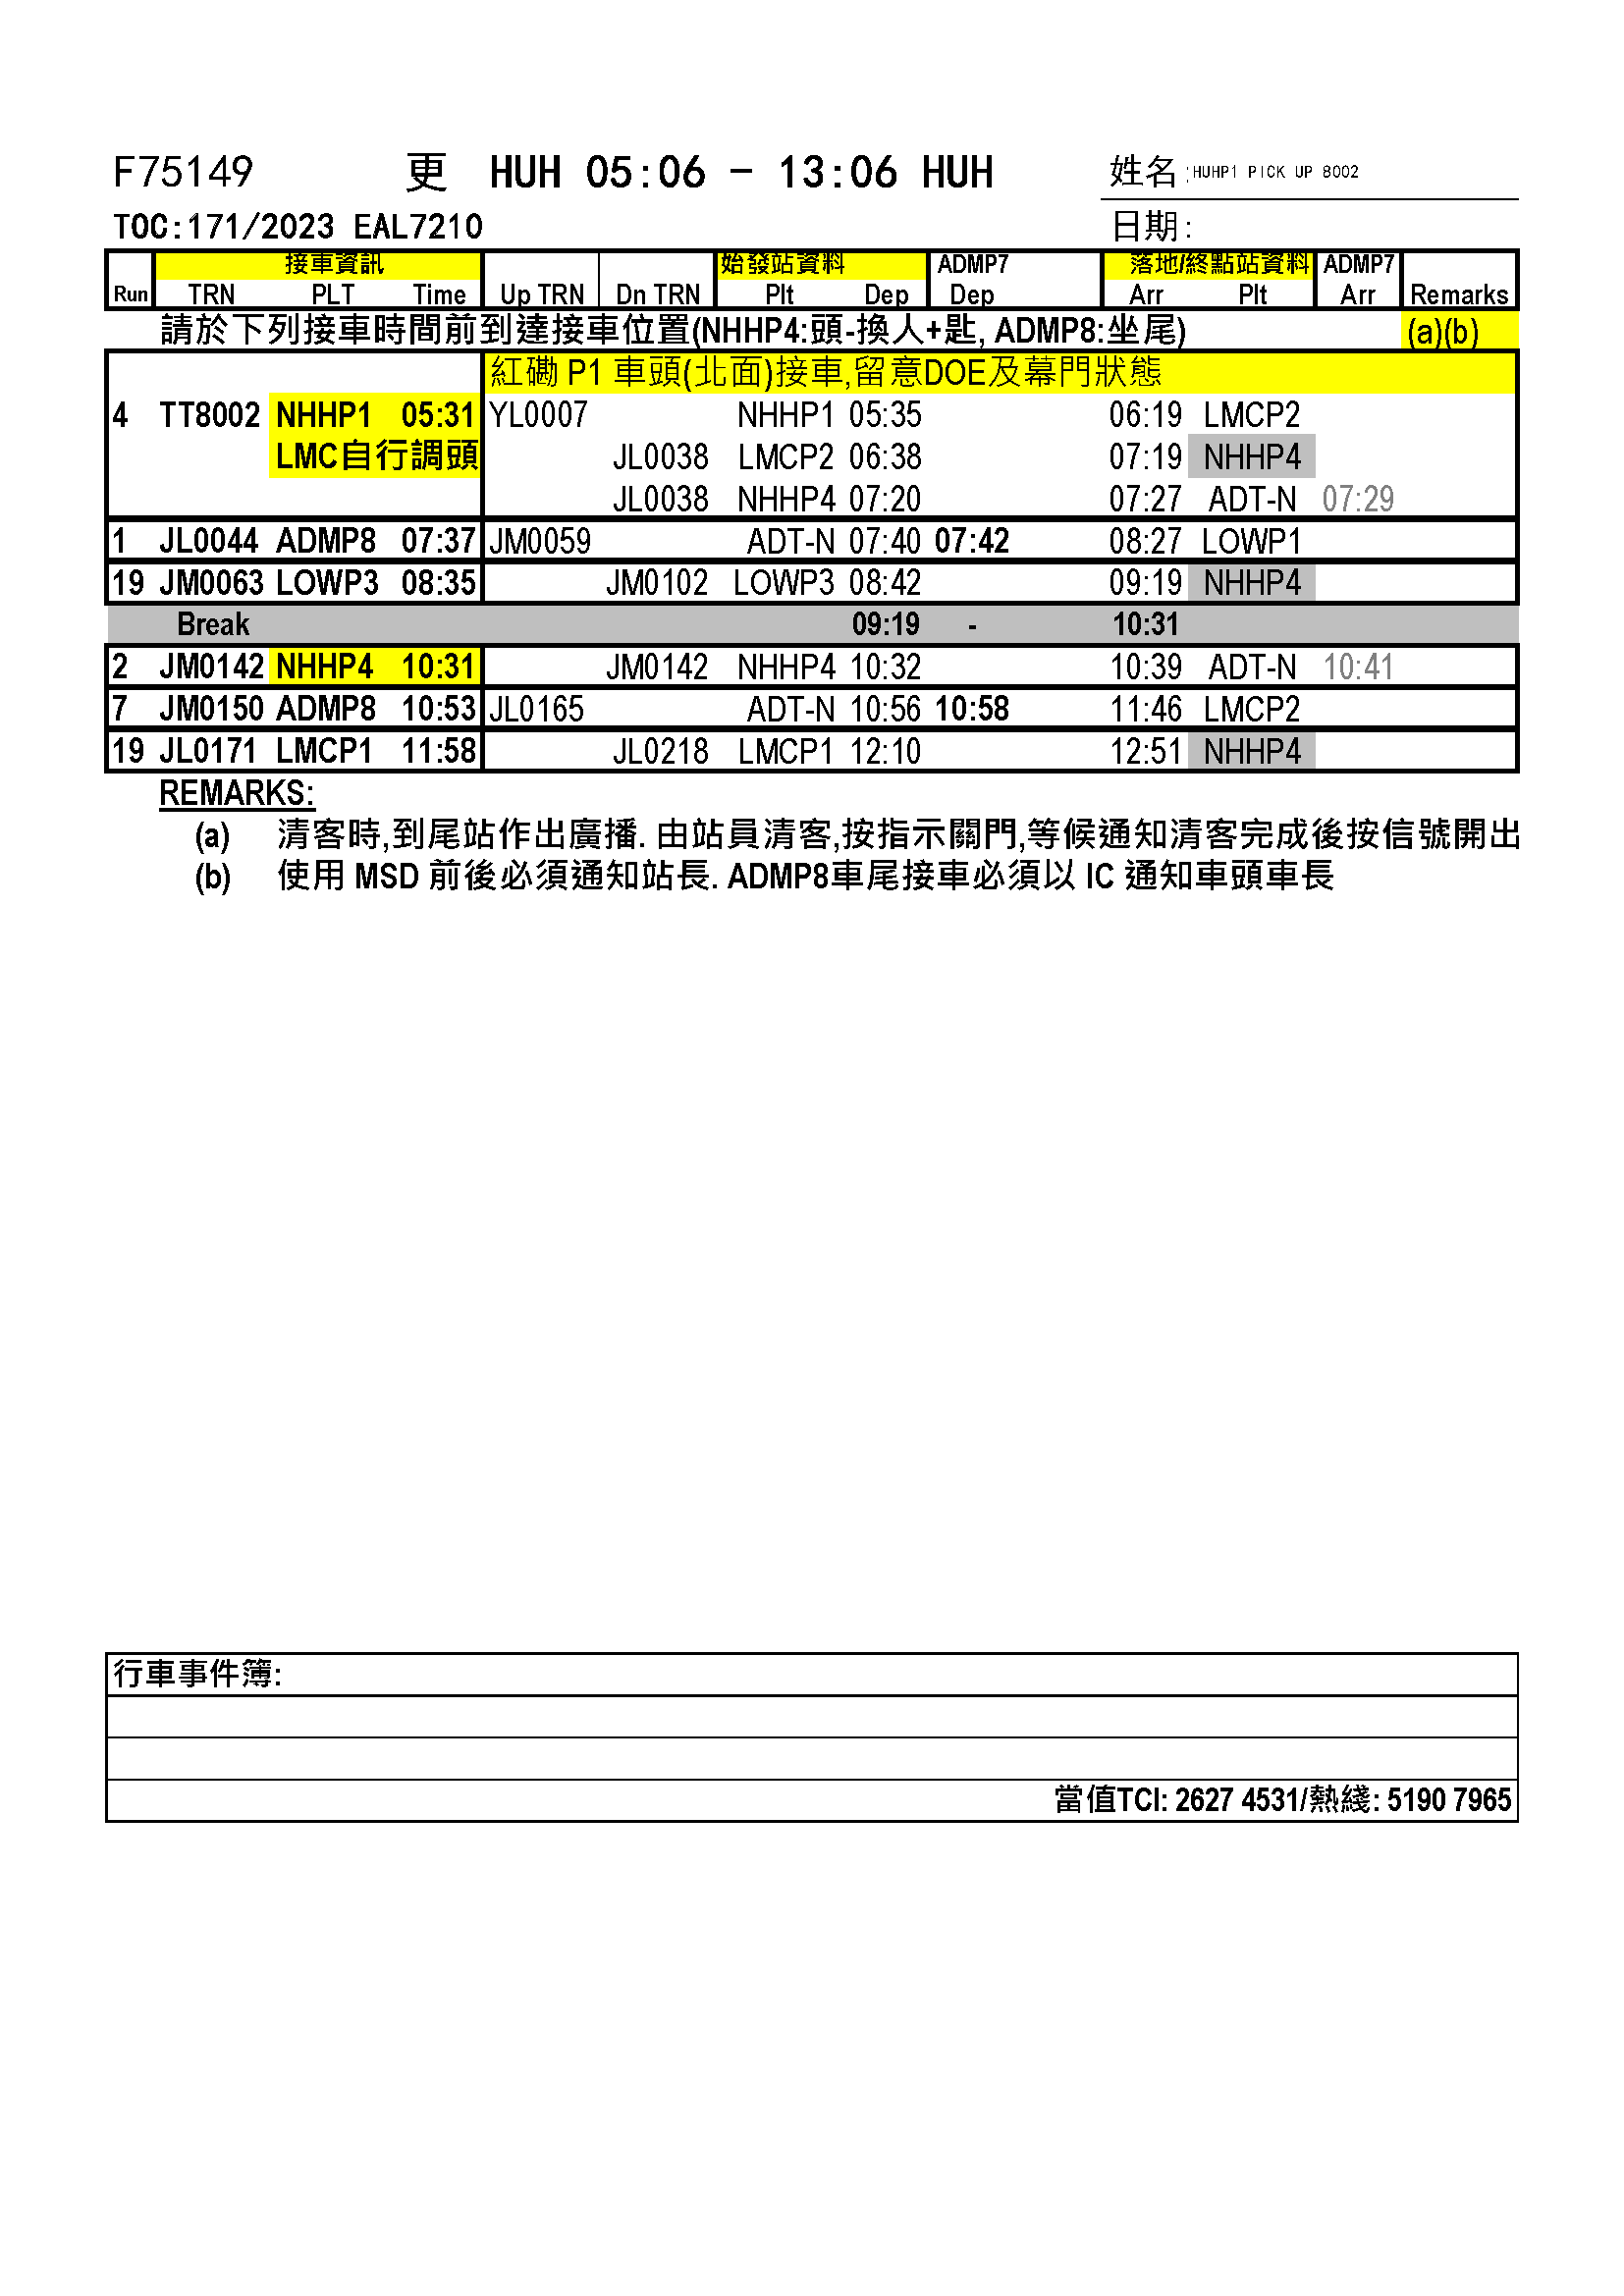 F75149 更 HUH 05:06 - 13:06 HUH 姓名:HUHP1 PICK UP 8002
TOC:171/2023 EAL7210 日期:
接車資訊 始發站資料 ADMP7 落地/終點站資料 ADMP7
Run TRN PLT Time Up TRN Dn TRN Plt Dep Dep Arr Plt Arr Remarks
請於下列接車時間前到達接車位置(NHHP4:頭-換人+匙, ADMP8:坐尾) (a)(b)
紅磡 P1 車頭(北面)接車,留意DOE及幕門狀態
4 TT8002 NHHP1 05:31 YL0007 NHHP1 05:35 06:19 LMCP2
LMC自行調頭 JL0038 LMCP2 06:38 07:19 NHHP4
JL0038 NHHP4 07:20 07:27 ADT-N 07:29
1 JL0044 ADMP8 07:37 JM0059 ADT-N 07:40 07:42 08:27 LOWP1
19 JM0063 LOWP3 08:35 JM0102 LOWP3 08:42 09:19 NHHP4
Break 09:19 - 10:31
2 JM0142 NHHP4 10:31 JM0142 NHHP4 10:32 10:39 ADT-N 10:41
7 JM0150 ADMP8 10:53 JL0165 ADT-N 10:56 10:58 11:46 LMCP2
19 JL0171 LMCP1 11:58 JL0218 LMCP1 12:10 12:51 NHHP4
REMARKS:
(a) 清客時,到尾站作出廣播. 由站員清客,按指示關門,等候通知清客完成後按信號開出
(b) 使用 MSD 前後必須通知站長. ADMP8車尾接車必須以 IC 通知車頭車長
行車事件簿:
當值TCI: 2627 4531/熱綫: 5190 7965